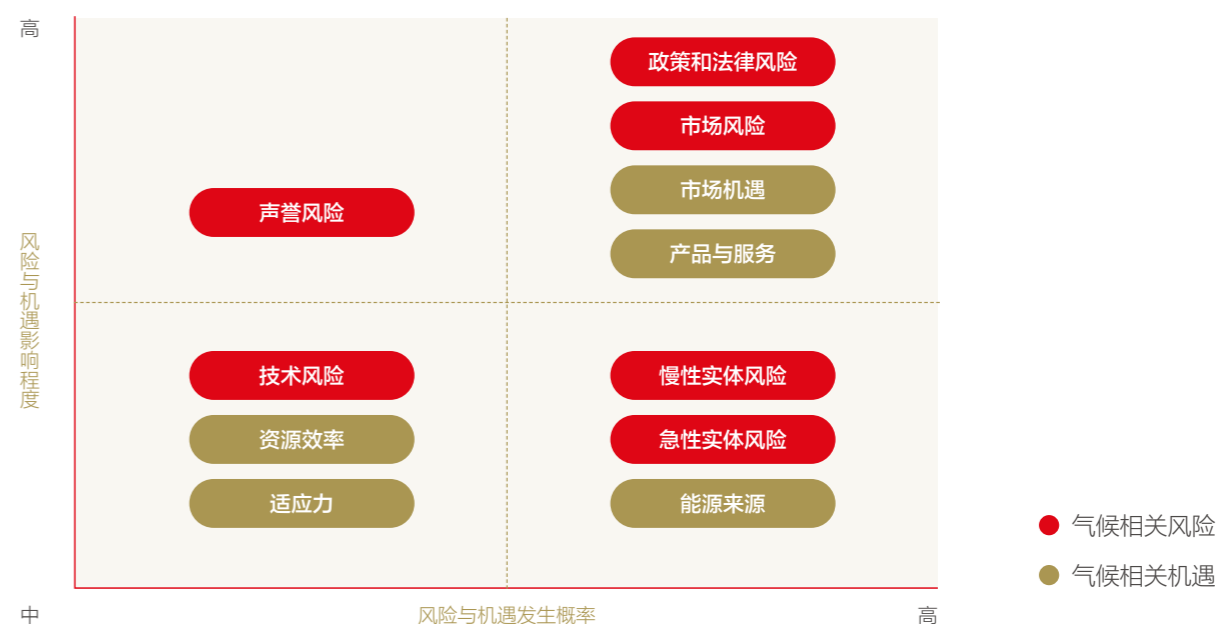 高
政策和法律风险
市场风险
市场机遇
产品与服务
声誉风险
风险与机遇影响程度
技术风险
资源效率
适应力
慢性实体风险
急性实体风险
能源来源
气候相关风险
气候相关机遇
中
风险与机遇发生概率
高